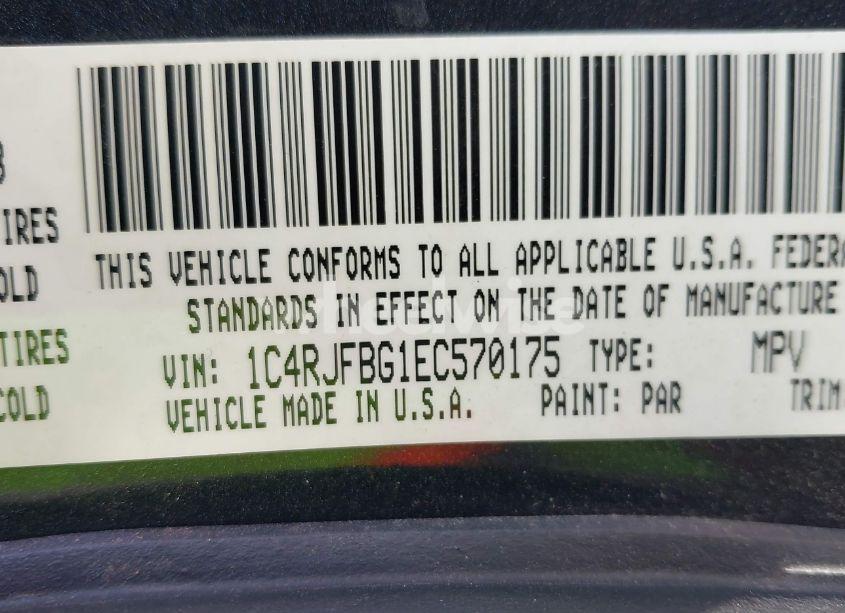 THIS VEHICLE CONFORMS TO ALL APPLICABLE U.S.A. FEDERA
IRES
OLD
STANDARDS IN EFFECT ON THE DATE OF MANUFACTURE
TIRES
VIN: 1C4RJFBG1EC570175 TYPE: MPV
COLD
VEHICLE MADE IN U.S.A. PAINT: PAR TRIM